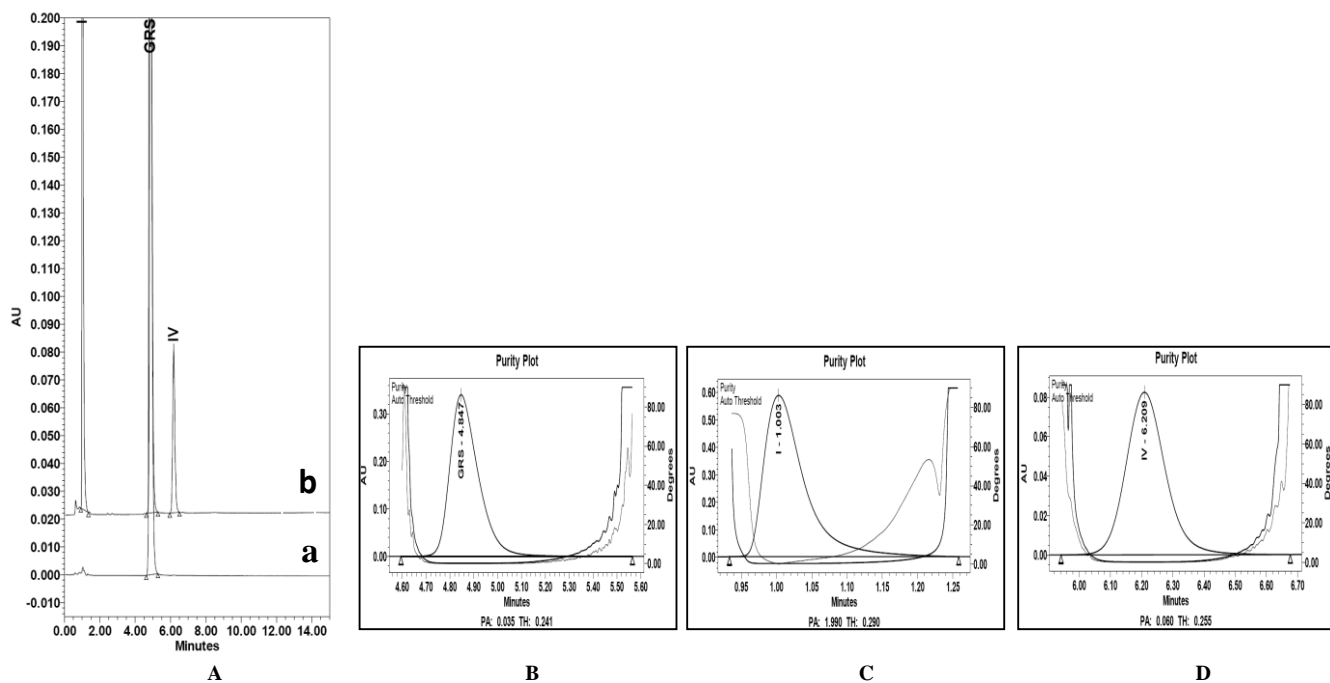 0.200
0.190
0.180
0.170
0.160
0.150
0.140
0.130
0.120
0.110
0.100
0.090
0.080
0.070
0.060
0.050
0.040
0.030
0.020
0.010
0.000
-0.010
AU
I
GRS
IV
b
a
0.00 2.00 4.00 6.00 8.00 10.00 12.00 14.00
Minutes
A
Purity Plot
Purity
Auto Threshold
GRS - 4.847
AU
0.30
0.20
0.10
0.00
80.00
60.00
40.00
20.00
0.00
Degrees
4.60 4.70 4.80 4.90 5.00 5.10 5.20 5.30 5.40 5.50 5.60
Minutes
PA: 0.035 TH: 0.241
B
Purity Plot
Purity
Auto Threshold
I - 1.003
AU
0.60
0.50
0.40
0.30
0.20
0.10
0.00
80.00
60.00
40.00
20.00
0.00
Degrees
0.95 1.00 1.05 1.10 1.15 1.20 1.25
Minutes
PA: 1.990 TH: 0.290
C
Purity Plot
Purity
Auto Threshold
IV - 6.209
AU
0.08
0.06
0.04
0.02
0.00
80.00
60.00
40.00
20.00
0.00
Degrees
6.00 6.10 6.20 6.30 6.40 6.50 6.60 6.70
Minutes
PA: 0.060 TH: 0.255
D